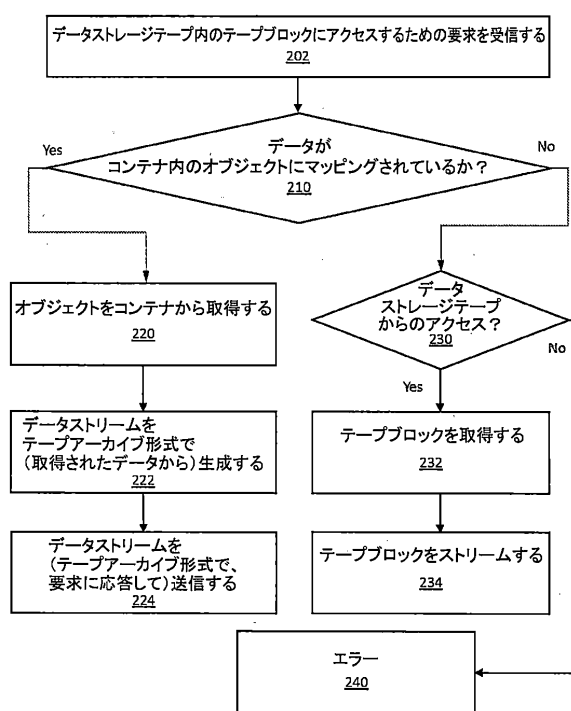 データストレージテープ内のテープブロックにアクセスするための要求を受信する
202
Yes
データが
コンテナ内のオブジェクトにマッピングされているか?
210
No
オブジェクトをコンテナから取得する
220
データ
ストレージテープ
からのアクセス?
230
No
Yes
データストリームを
テープアーカイブ形式で
(取得されたデータから)生成する
222
テープブロックを取得する
232
データストリームを
(テープアーカイブ形式で、
要求に応答して)送信する
224
テープブロックをストリームする
234
エラー
240